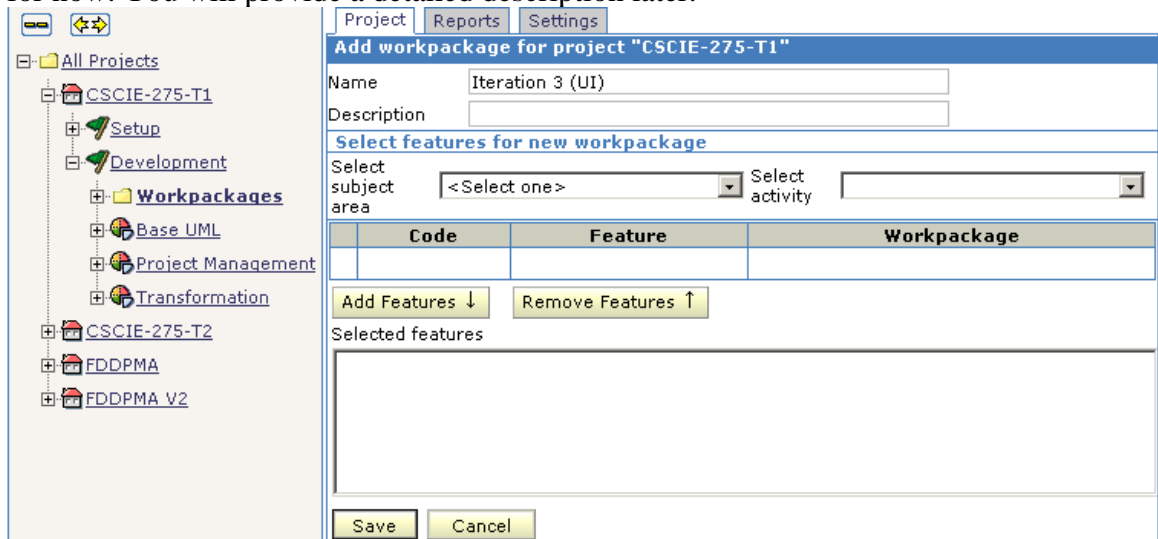 for now. You will provide a detailed description later.
Project Reports Settings
Add workpackage for project "CSCIE-275-T1"
All Projects
CSCIE-275-T1
Setup
Development
Workpackages
Base UML
Project Management
Transformation
CSCIE-275-T2
FDDPMA
FDDPMA V2
Name Iteration 3 (UI)
Description
Select features for new workpackage
Select subject area <Select one> Select activity
Code Feature Workpackage
Add Features ↓ Remove Features ↑
Selected features
Save Cancel